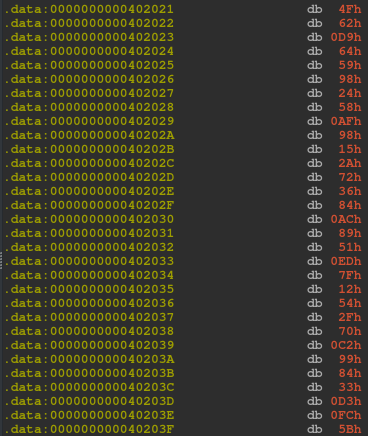 .data:0000000000402021 db 4Fh
.data:0000000000402022 db 62h
.data:0000000000402023 db 0D9h
.data:0000000000402024 db 64h
.data:0000000000402025 db 59h
.data:0000000000402026 db 98h
.data:0000000000402027 db 24h
.data:0000000000402028 db 58h
.data:0000000000402029 db 0AFh
.data:000000000040202A db 98h
.data:000000000040202B db 15h
.data:000000000040202C db 2Ah
.data:000000000040202D db 72h
.data:000000000040202E db 36h
.data:000000000040202F db 84h
.data:0000000000402030 db 0ACh
.data:0000000000402031 db 89h
.data:0000000000402032 db 51h
.data:0000000000402033 db 0EDh
.data:0000000000402034 db 7Fh
.data:0000000000402035 db 12h
.data:0000000000402036 db 54h
.data:0000000000402037 db 2Fh
.data:0000000000402038 db 70h
.data:0000000000402039 db 0C2h
.data:000000000040203A db 99h
.data:000000000040203B db 84h
.data:000000000040203C db 33h
.data:000000000040203D db 0D3h
.data:000000000040203E db 0FCh
.data:000000000040203F db 5Bh